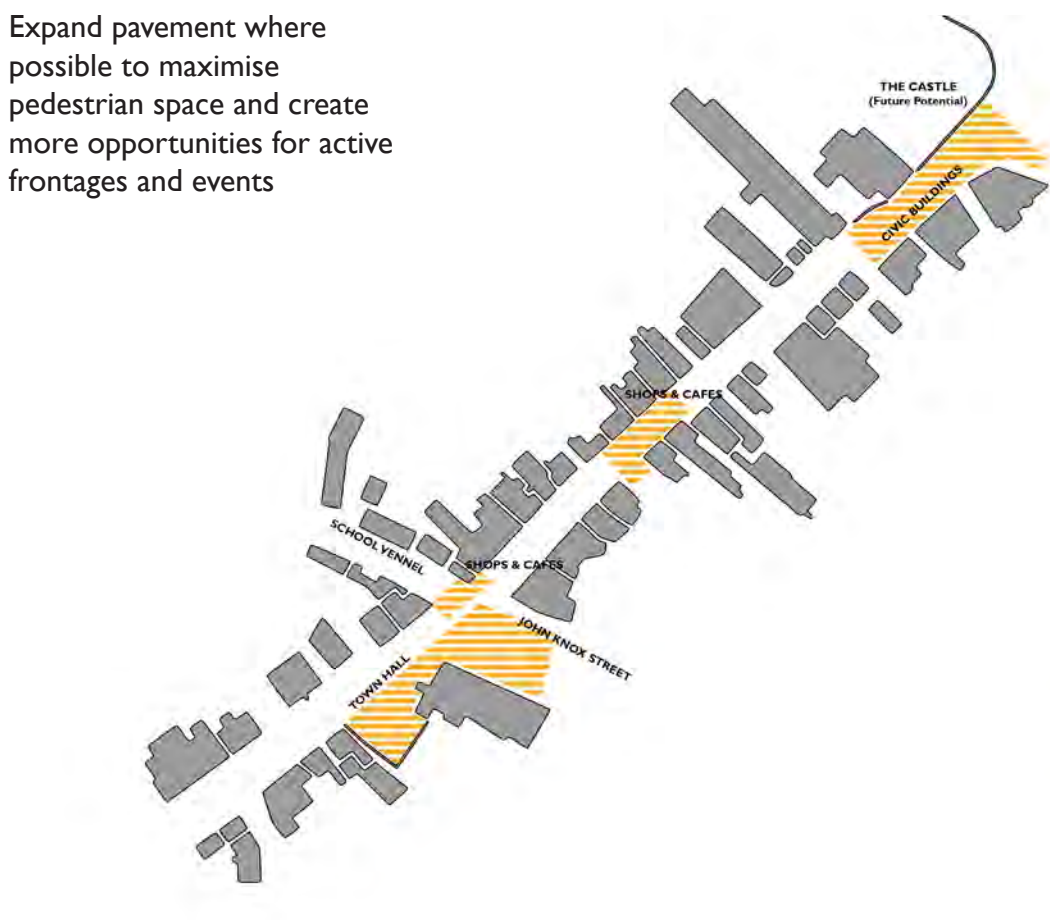 Expand pavement where
possible to maximise
pedestrian space and create
more opportunities for active
frontages and events
THE CASTLE
(Future Potential)
CIVIC BUILDINGS
SHOPS & CAFES
SCHOOL VENNEL
SHOPS & CAFES
JOHN KNOX STREET
TOWN HALL